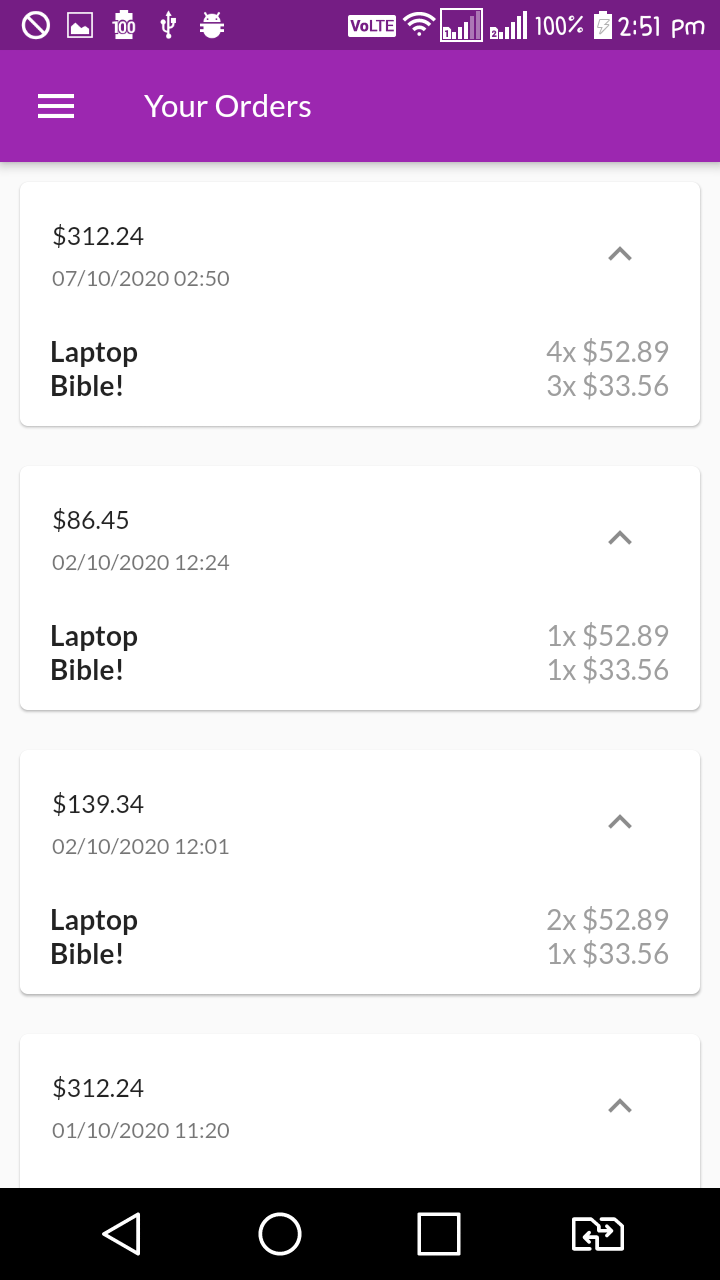 100 VoLTE 1 2 100% 2:51 pm
Your Orders
$312.24
07/10/2020 02:50
Laptop 4x $52.89
Bible! 3x $33.56
$86.45
02/10/2020 12:24
Laptop 1x $52.89
Bible! 1x $33.56
$139.34
02/10/2020 12:01
Laptop 2x $52.89
Bible! 1x $33.56
$312.24
01/10/2020 11:20